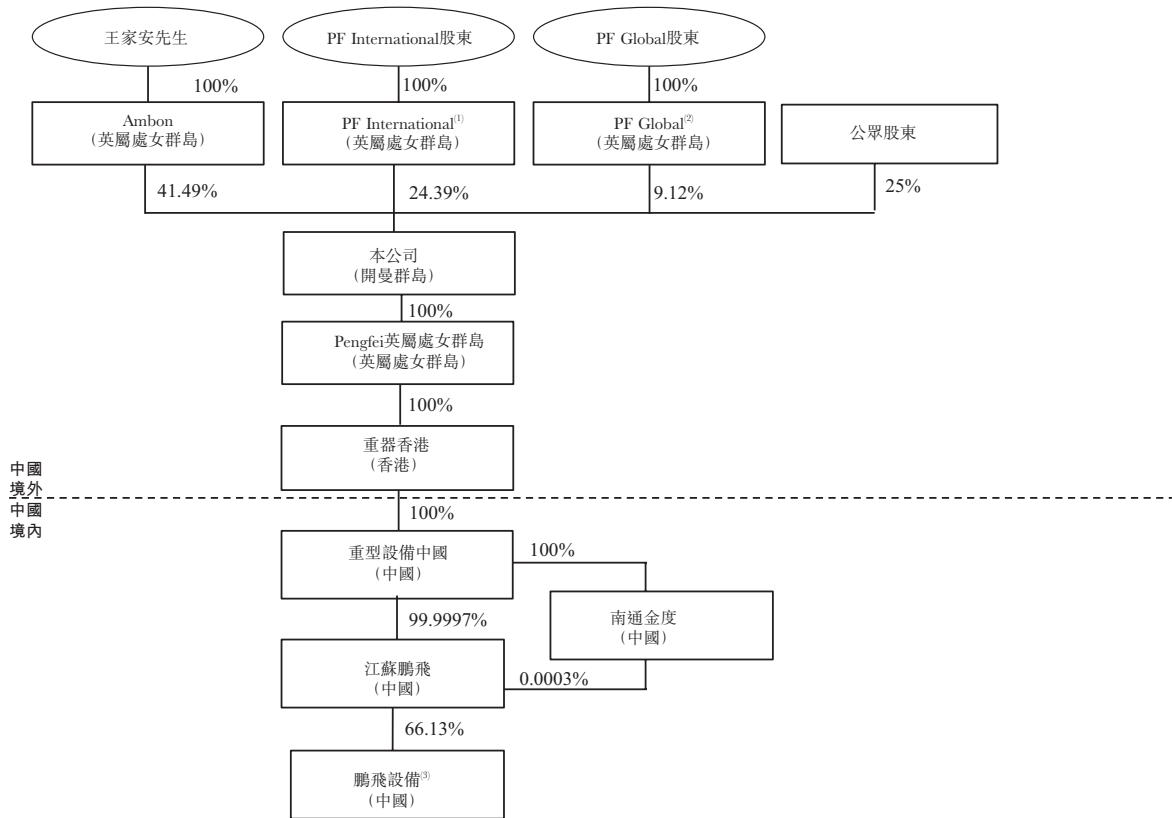 王家安先生
PF International股東
PF Global股東
100%
100%
100%
Ambon
(英屬處女群島)
PF International⁽¹⁾
(英屬處女群島)
PF Global⁽²⁾
(英屬處女群島)
公眾股東
41.49%
24.39%
9.12%
25%
本公司
(開曼群島)
100%
Pengfei英屬處女群島
(英屬處女群島)
100%
重器香港
(香港)
中國
境外
中國
境內
100%
重型設備中國
(中國)
100%
99.9997%
南通金度
(中國)
江蘇鵬飛
(中國)
0.0003%
66.13%
鵬飛設備⁽³⁾
(中國)